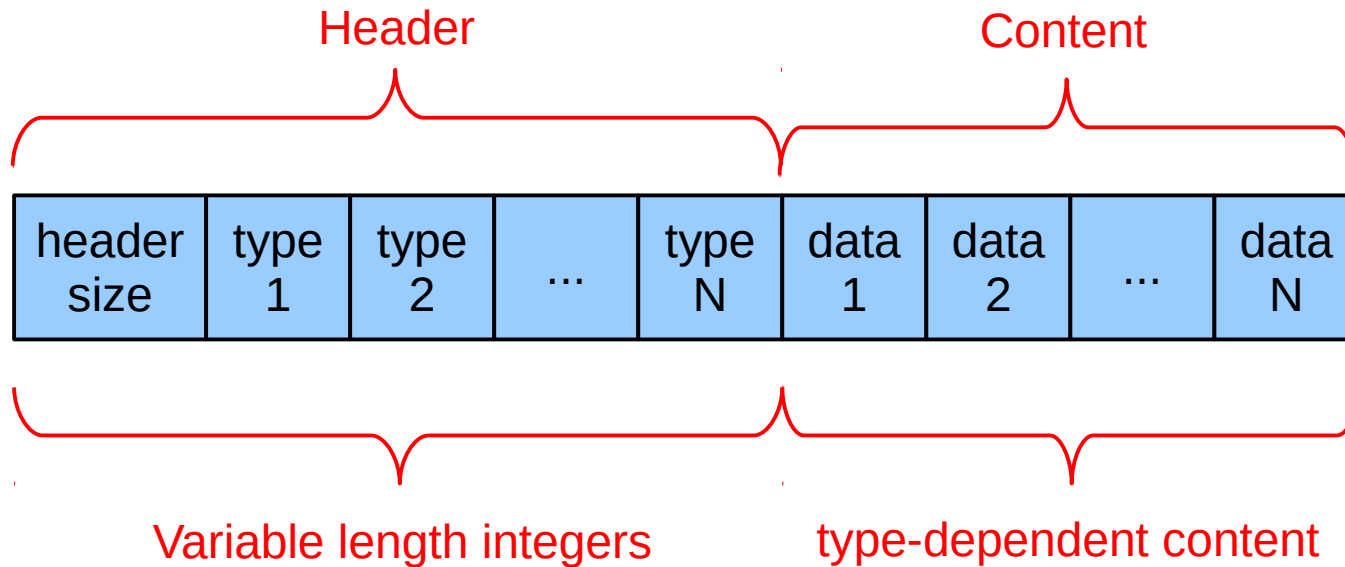 Header
Content
header size
type 1
type 2
...
type N
data 1
data 2
...
data N
Variable length integers
type-dependent content